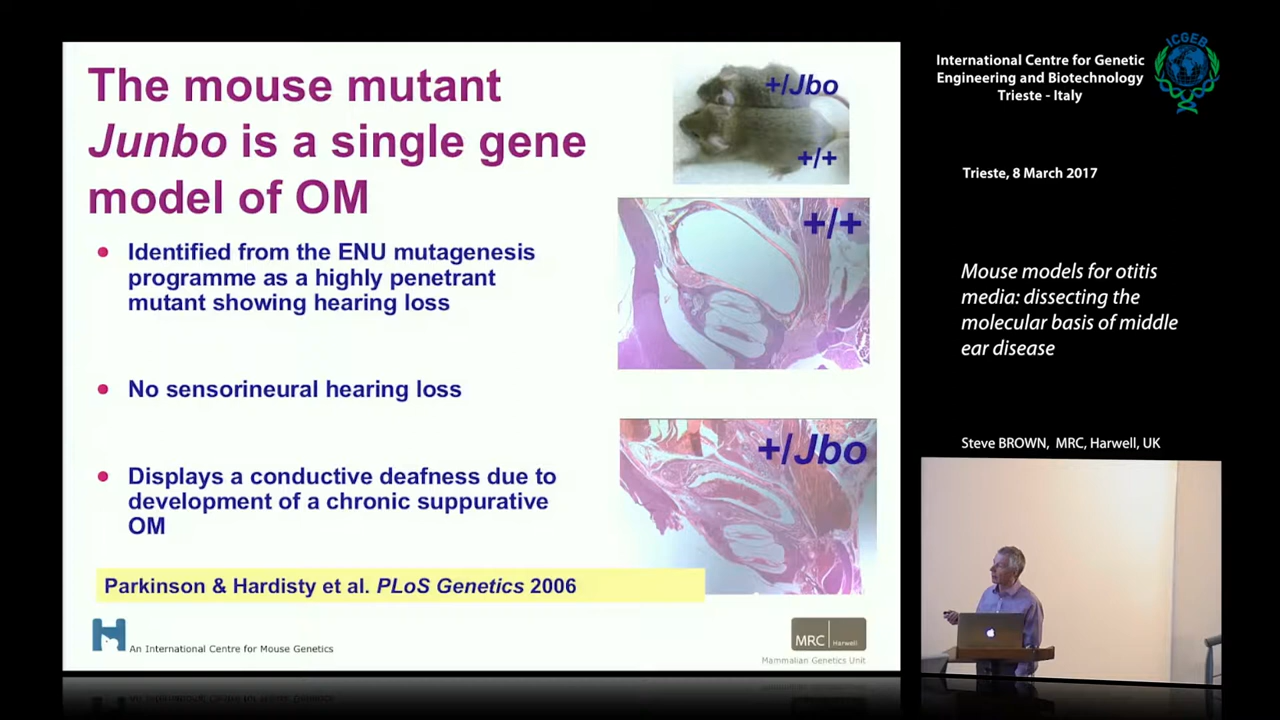 The mouse mutant
Junbo is a single gene
model of OM
+/Jbo
+/+
Identified from the ENU mutagenesis
programme as a highly penetrant
mutant showing hearing loss
+/+
No sensorineural hearing loss
Displays a conductive deafness due to
development of a chronic suppurative
OM
+/Jbo
Parkinson & Hardisty et al. PLoS Genetics 2006
An International Centre for Mouse Genetics
MRC Harwell
Mammalian Genetics Unit
International Centre for Genetic
Engineering and Biotechnology
Trieste - Italy
ICGEB
Trieste, 8 March 2017
Mouse models for otitis
media: dissecting the
molecular basis of middle
ear disease
Steve BROWN, MRC, Harwell, UK